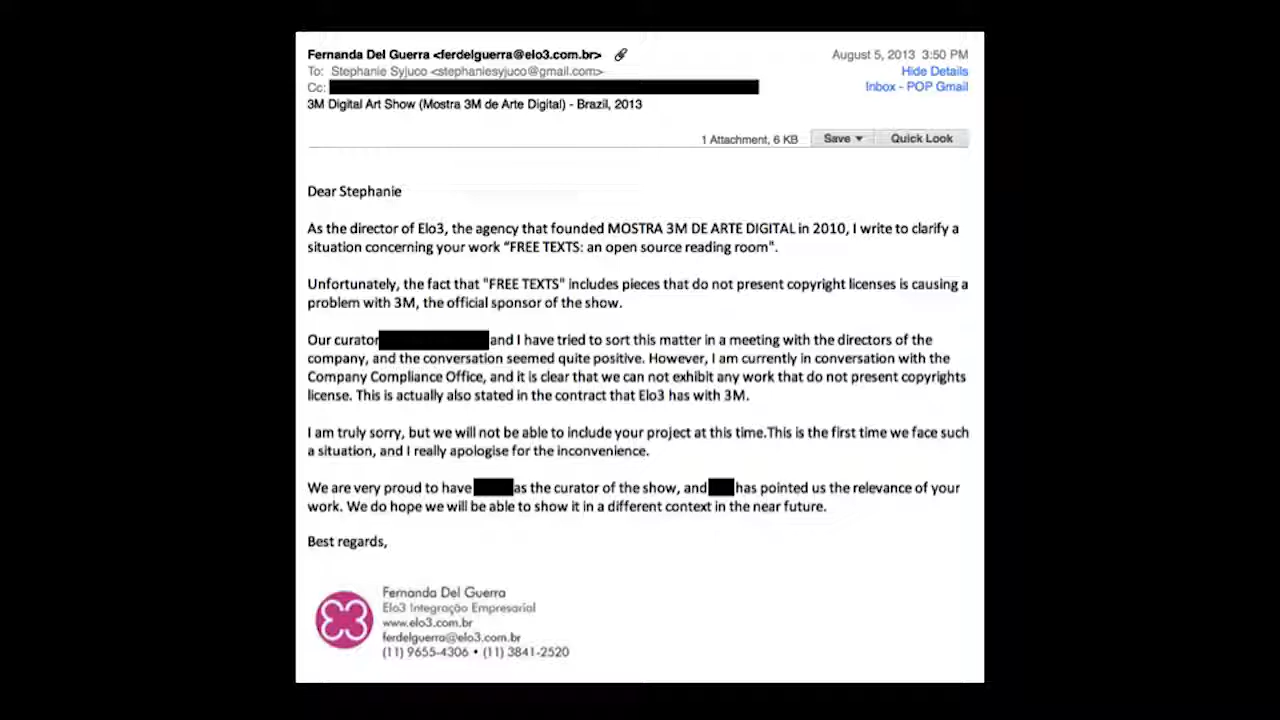 Fernanda Del Guerra <ferdelguerra@elo3.com.br>
August 5, 2013 3:50 PM
To: Stephanie Syjuco <stephaniesyjuco@gmail.com>
Hide Details
Cc:
Inbox - POP Gmail
3M Digital Art Show (Mostra 3M de Arte Digital) - Brazil, 2013
1 Attachment, 6 KB
Save
Quick Look
Dear Stephanie
As the director of Elo3, the agency that founded MOSTRA 3M DE ARTE DIGITAL in 2010, I write to clarify a
situation concerning your work “FREE TEXTS: an open source reading room".
Unfortunately, the fact that "FREE TEXTS" includes pieces that do not present copyright licenses is causing a
problem with 3M, the official sponsor of the show.
Our curator and I have tried to sort this matter in a meeting with the directors of the
company, and the conversation seemed quite positive. However, I am currently in conversation with the
Company Compliance Office, and it is clear that we can not exhibit any work that do not present copyrights
license. This is actually also stated in the contract that Elo3 has with 3M.
I am truly sorry, but we will not be able to include your project at this time.This is the first time we face such
a situation, and I really apologise for the inconvenience.
We are very proud to have as the curator of the show, and has pointed us the relevance of your
work. We do hope we will be able to show it in a different context in the near future.
Best regards,
Fernanda Del Guerra
Elo3 Integração Empresarial
www.elo3.com.br
ferdelguerra@elo3.com.br
(11) 9655-4306 • (11) 3841-2520